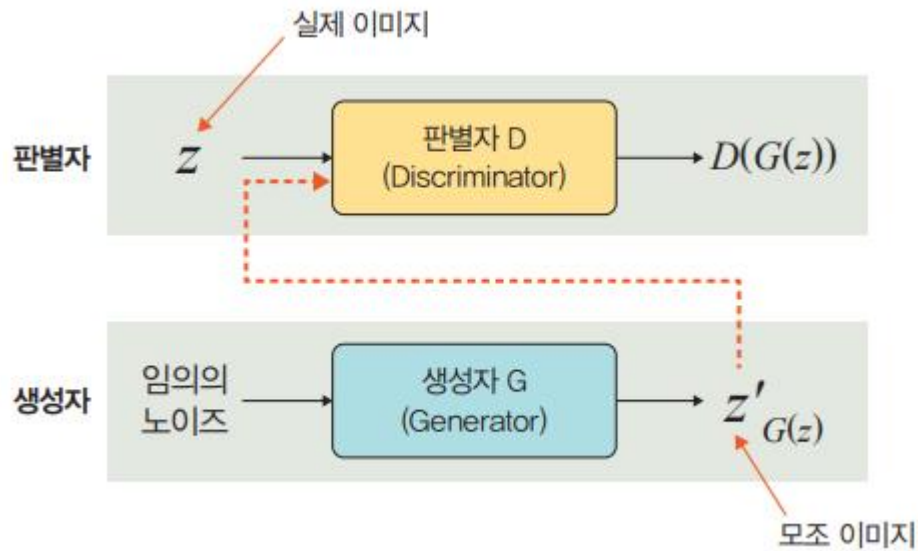 실제 이미지
판별자
z
판별자 D
(Discriminator)
D(G(z))
생성자
임의의
노이즈
생성자 G
(Generator)
z′ G(z)
모조 이미지